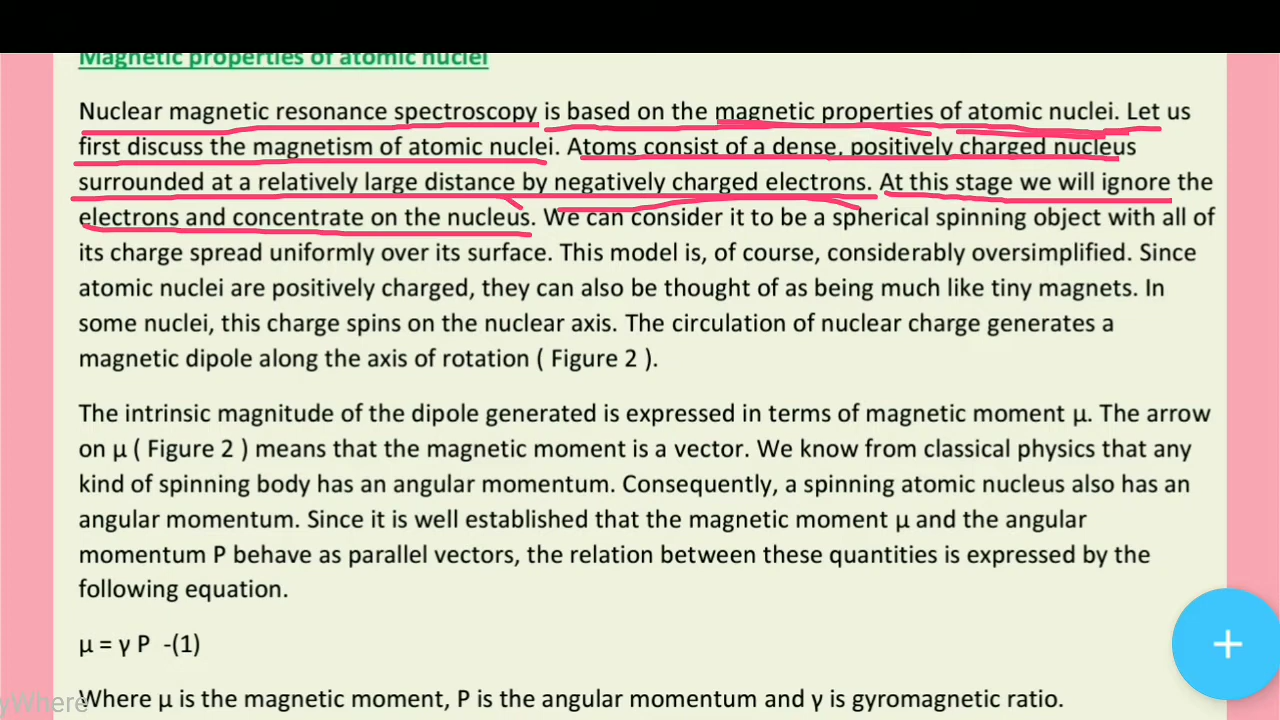 Magnetic properties of atomic nuclei
Nuclear magnetic resonance spectroscopy is based on the magnetic properties of atomic nuclei. Let us
first discuss the magnetism of atomic nuclei. Atoms consist of a dense, positively charged nucleus
surrounded at a relatively large distance by negatively charged electrons. At this stage we will ignore the
electrons and concentrate on the nucleus. We can consider it to be a spherical spinning object with all of
its charge spread uniformly over its surface. This model is, of course, considerably oversimplified. Since
atomic nuclei are positively charged, they can also be thought of as being much like tiny magnets. In
some nuclei, this charge spins on the nuclear axis. The circulation of nuclear charge generates a
magnetic dipole along the axis of rotation ( Figure 2 ).
The intrinsic magnitude of the dipole generated is expressed in terms of magnetic moment μ. The arrow
on μ ( Figure 2 ) means that the magnetic moment is a vector. We know from classical physics that any
kind of spinning body has an angular momentum. Consequently, a spinning atomic nucleus also has an
angular momentum. Since it is well established that the magnetic moment μ and the angular
momentum P behave as parallel vectors, the relation between these quantities is expressed by the
following equation.
μ = γ P -(1)
Where μ is the magnetic moment, P is the angular momentum and γ is gyromagnetic ratio.
yWhere